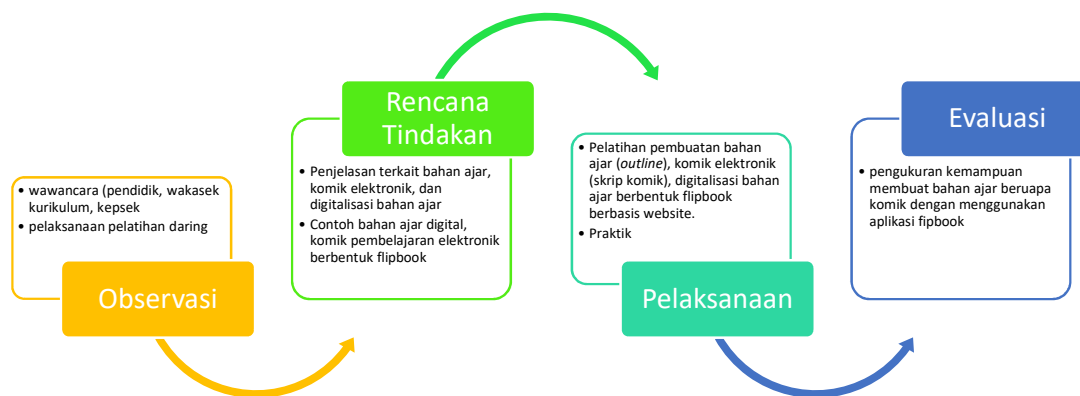 • wawancara (pendidik, wakasek
kurikulum, kepsek
• pelaksanaan pelatihan daring
Observasi
Rencana
Tindakan
• Penjelasan terkait bahan ajar,
komik elektronik, dan
digitalisasi bahan ajar
• Contoh bahan ajar digital,
komik pembelajaran elektronik
berbentuk flipbook
• Pelatihan pembuatan bahan
ajar (outline), komik elektronik
(skrip komik), digitalisasi bahan
ajar berbentuk flipbook
berbasis website.
• Praktik
Pelaksanaan
Evaluasi
• pengukuran kemampuan
membuat bahan ajar beruapa
komik dengan menggunakan
aplikasi fipbook